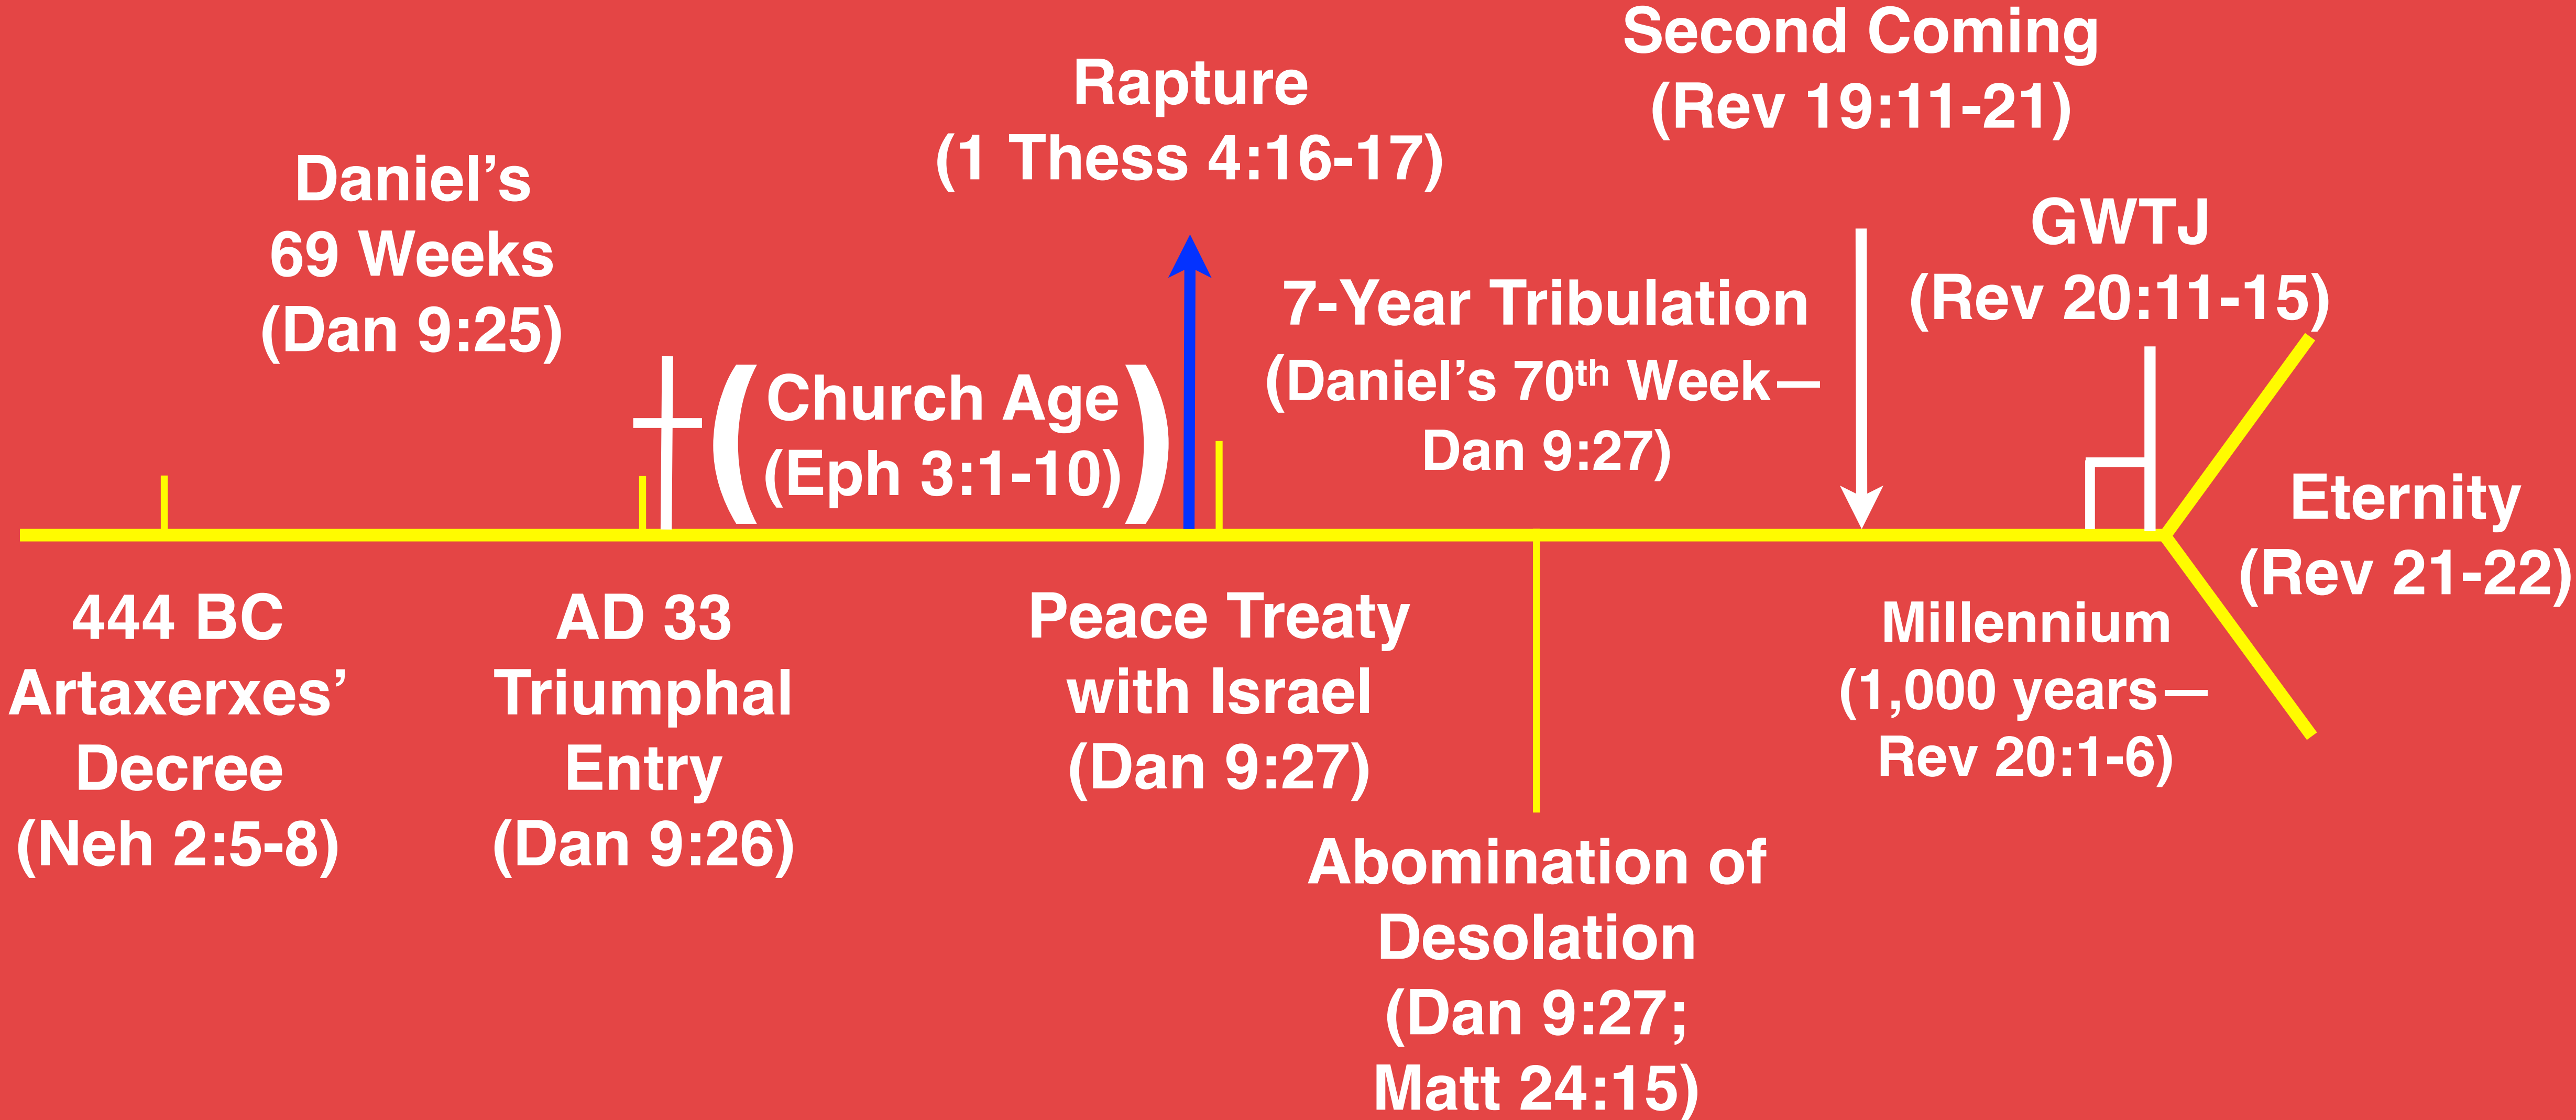 Daniel’s
69 Weeks
(Dan 9:25)
Church Age
(Eph 3:1-10)
Rapture
(1 Thess 4:16-17)
7-Year Tribulation
(Daniel’s 70th Week—
Dan 9:27)
Second Coming
(Rev 19:11-21)
GWTJ
(Rev 20:11-15)
Eternity
(Rev 21-22)
444 BC
Artaxerxes’
Decree
(Neh 2:5-8)
AD 33
Triumphal
Entry
(Dan 9:26)
Peace Treaty
with Israel
(Dan 9:27)
Abomination of
Desolation
(Dan 9:27;
Matt 24:15)
Millennium
(1,000 years—
Rev 20:1-6)